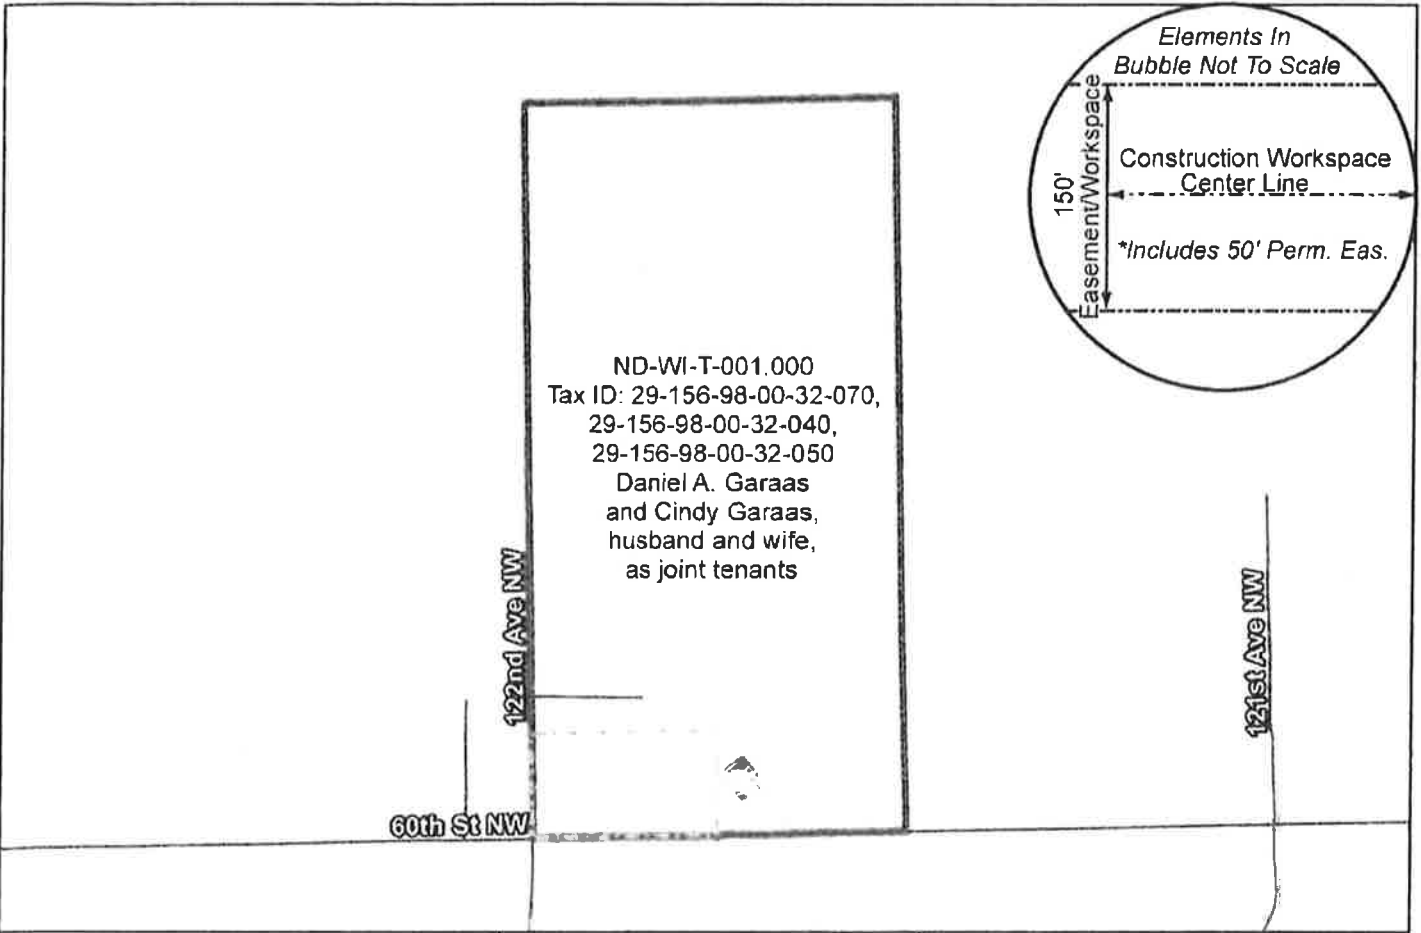 Elements In
Bubble Not To Scale
150'
Easement/Workspace
Construction Workspace
Center Line
*Includes 50' Perm. Eas.
ND-WI-T-001.000
Tax ID: 29-156-98-00-32-070,
29-156-98-00-32-040,
29-156-98-00-32-050
Daniel A. Garaas
and Cindy Garaas,
husband and wife,
as joint tenants
122nd Ave NW
121st Ave NW
60th St NW